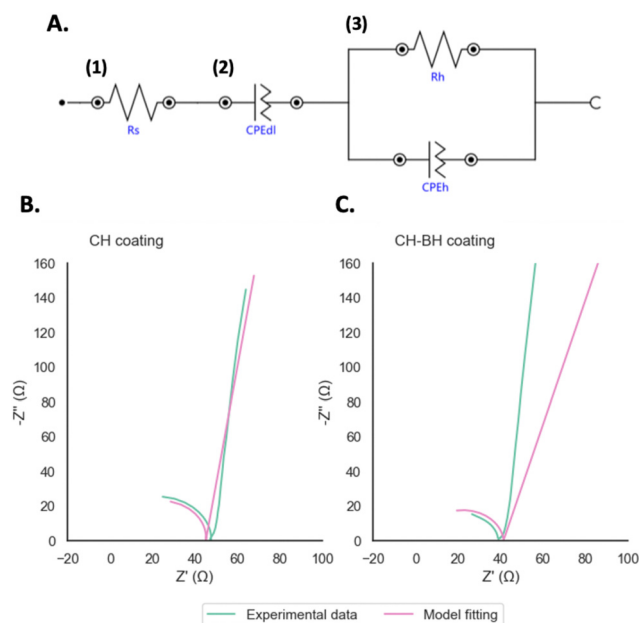 A.
(1)
(2)
(3)
Rs
CPEdl
Rh
CPEh
B.
C.
CH coating
CH-BH coating
160
140
120
100
80
60
40
20
0
-Z" (Ω)
−20
0
20
40
60
80
100
Z' (Ω)
160
140
120
100
80
60
40
20
0
-Z" (Ω)
−20
0
20
40
60
80
100
Z' (Ω)
Experimental data
Model fitting